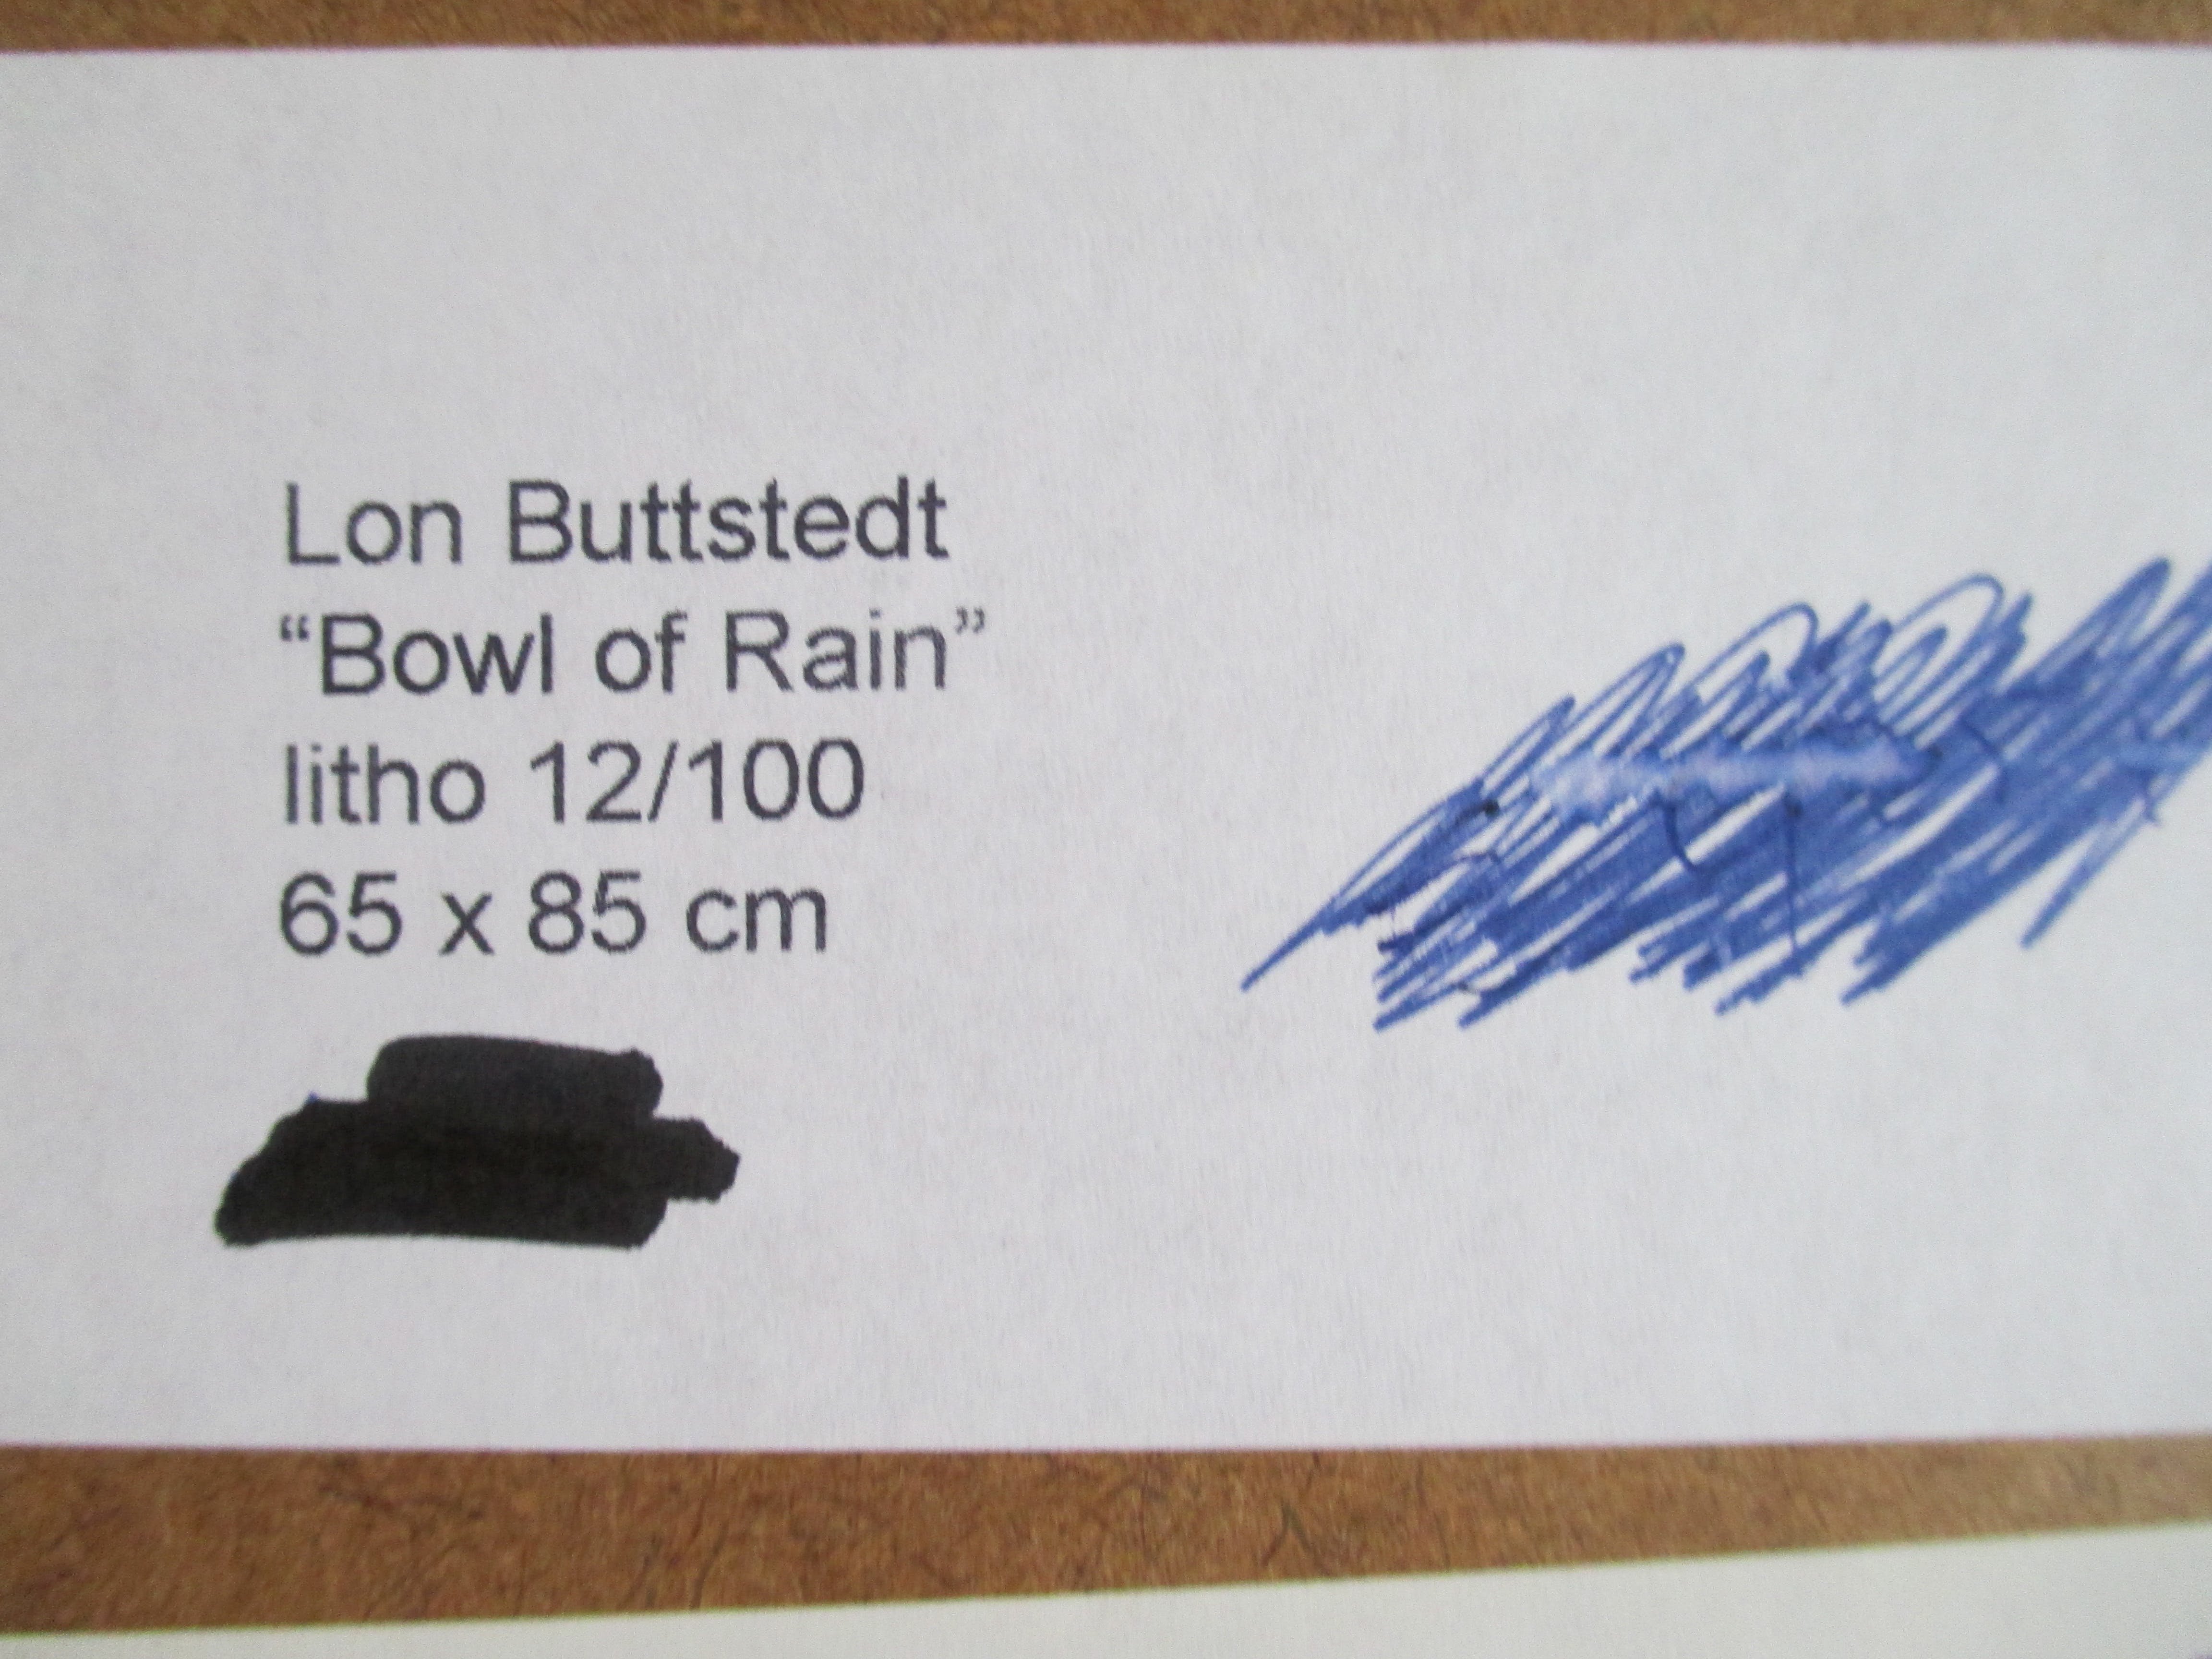 Lon Buttstedt
“Bowl of Rain”
litho 12/100
65 x 85 cm